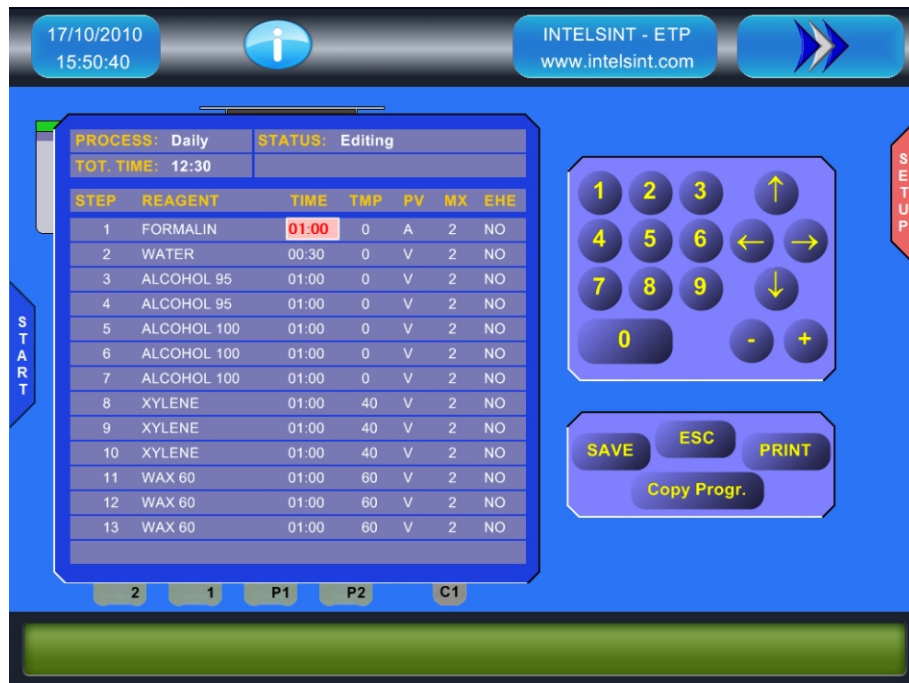 17/10/2010
15:50:40
i
INTELSINT - ETP
www.intelsint.com
PROCESS: Daily STATUS: Editing
TOT. TIME: 12:30
STEP REAGENT TIME TMP PV MX EHE
1 FORMALIN 01:00 0 A 2 NO
2 WATER 00:30 0 V 2 NO
3 ALCOHOL 95 01:00 0 V 2 NO
4 ALCOHOL 95 01:00 0 V 2 NO
5 ALCOHOL 100 01:00 0 V 2 NO
6 ALCOHOL 100 01:00 0 V 2 NO
7 ALCOHOL 100 01:00 0 V 2 NO
8 XYLENE 01:00 40 V 2 NO
9 XYLENE 01:00 40 V 2 NO
10 XYLENE 01:00 40 V 2 NO
11 WAX 60 01:00 60 V 2 NO
12 WAX 60 01:00 60 V 2 NO
13 WAX 60 01:00 60 V 2 NO
2 1 P1 P2 C1
START
1 2 3 ↑
4 5 6 ← →
7 8 9 ↓
0 - +
SAVE ESC PRINT
Copy Progr.
SETUP